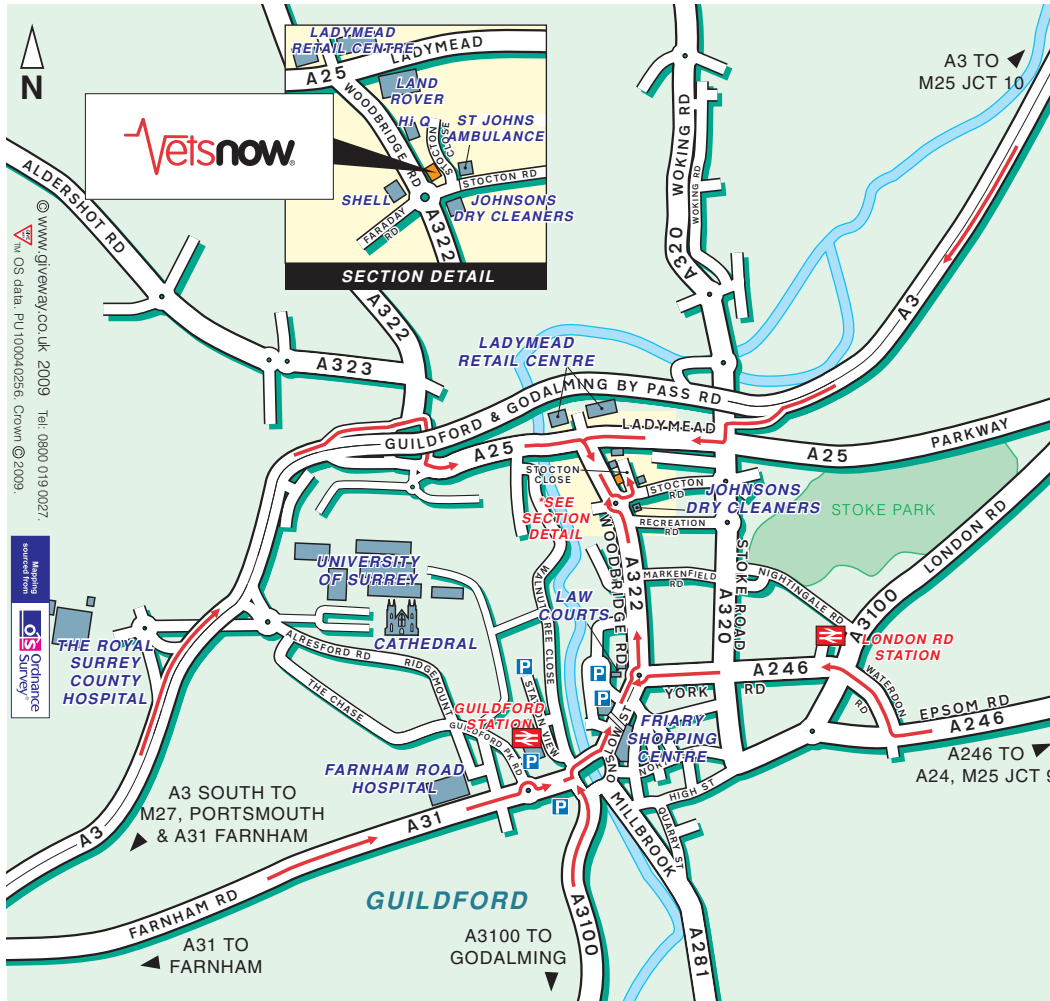 N
LADYMEAD
RETAIL CENTRE
LADYMEAD
A25
LAND
ROVER
WOODBRIDGE RD
Hi Q
STOCTON
CLOSE
ST JOHNS
AMBULANCE
STOCTON RD
SHELL
FARADAY
RD
JOHNSONS
DRY CLEANERS
A322
SECTION DETAIL
Vetsnow®
A3 TO
M25 JCT 10
ALDERSHOT RD
WOKING RD
WOKING RD
A320
A3
A322
A323
LADYMEAD
RETAIL CENTRE
GUILDFORD & GODALMING BY PASS RD
LADYMEAD
A25
A25
PARKWAY
STOCTON
CLOSE
STOCTON
RD
JOHNSONS
DRY CLEANERS
*SEE
SECTION
DETAIL
RECREATION
RD
STOKE PARK
LONDON RD
WOODBRIDGE RD
A322
STOKE ROAD
A320
MARKENFIELD
RD
NIGHTINGALE RD
A3100
UNIVERSITY
OF SURREY
WALNUT TREE CLOSE
LAW
COURTS
CATHEDRAL
THE ROYAL
SURREY
COUNTY
HOSPITAL
ALRESFORD RD
RIDGEMOUNT
THE CHASE
LONDON RD
STATION
A246
YORK RD
WATERDON
RD
EPSOM RD
A246
A246 TO
A24, M25 JCT 9
P
P
P
P
P
STATION VIEW
GUILDFORD
STATION
GUILDFORD PK RD
ONSLOW ST
FRIARY
SHOPPING
CENTRE
NOR
HIGH ST
QUARRY ST
MILLBROOK
FARNHAM ROAD
HOSPITAL
A31
A3 SOUTH TO
M27, PORTSMOUTH
& A31 FARNHAM
A3
FARNHAM RD
A31 TO
FARNHAM
GUILDFORD
A3100 TO
GODALMING
A3100
A281
© www.giveway.co.uk 2009 Tel: 0800 019 0027.
TM OS data. PU100040256. Crown © 2009.
Mapping
sourced from
OS
Ordnance
Survey®